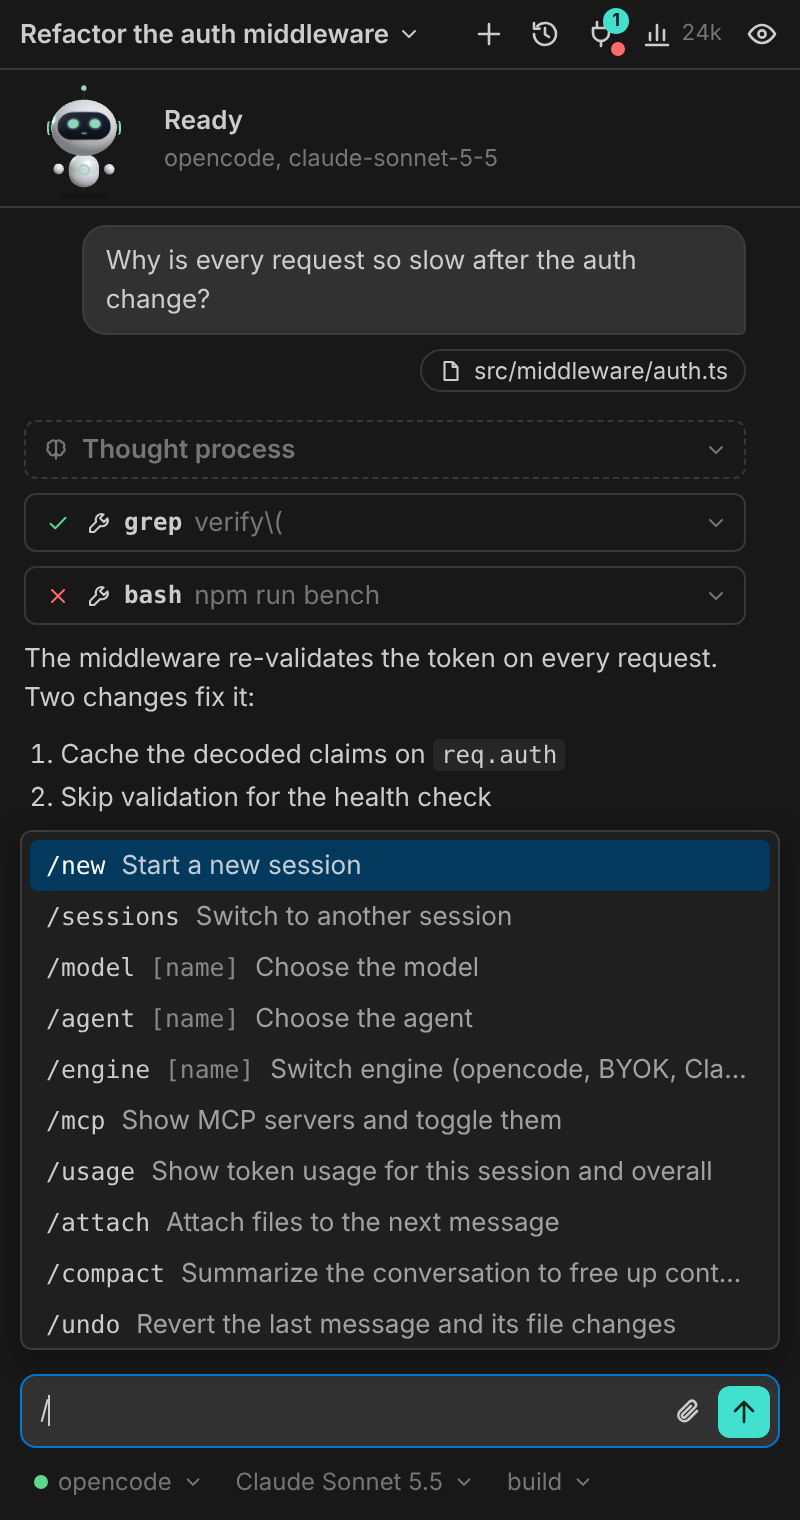 Refactor the auth middleware
1
24k
Ready
opencode, claude-sonnet-5-5
Why is every request so slow after the auth
change?
src/middleware/auth.ts
Thought process
grep verify\(
bash npm run bench
The middleware re-validates the token on every request.
Two changes fix it:
1. Cache the decoded claims on req.auth
2. Skip validation for the health check
/new Start a new session
/sessions Switch to another session
/model [name] Choose the model
/agent [name] Choose the agent
/engine [name] Switch engine (opencode, BYOK, Cla...
/mcp Show MCP servers and toggle them
/usage Show token usage for this session and overall
/attach Attach files to the next message
/compact Summarize the conversation to free up cont...
/undo Revert the last message and its file changes
/
opencode Claude Sonnet 5.5 build